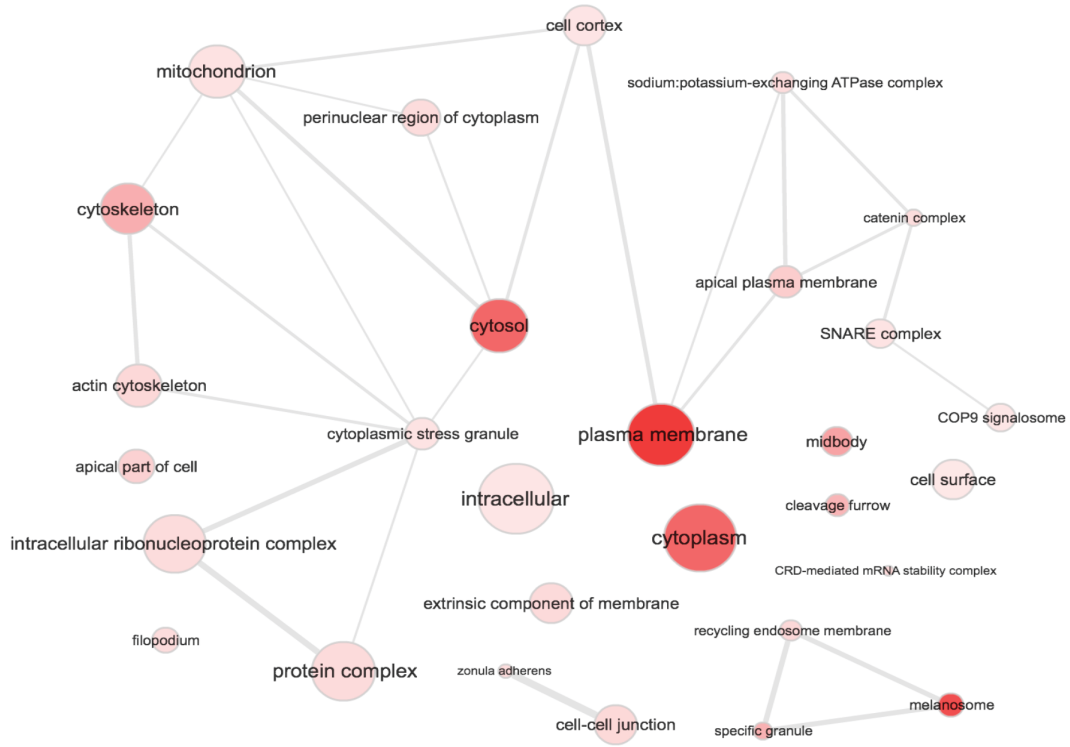 cell cortex
mitochondrion
sodium:potassium-exchanging ATPase complex
perinuclear region of cytoplasm
cytoskeleton
catenin complex
apical plasma membrane
cytosol
SNARE complex
actin cytoskeleton
COP9 signalosome
cytoplasmic stress granule
plasma membrane
midbody
apical part of cell
cell surface
intracellular
cleavage furrow
cytoplasm
intracellular ribonucleoprotein complex
CRD-mediated mRNA stability complex
extrinsic component of membrane
recycling endosome membrane
filopodium
protein complex
zonula adherens
melanosome
cell-cell junction
specific granule